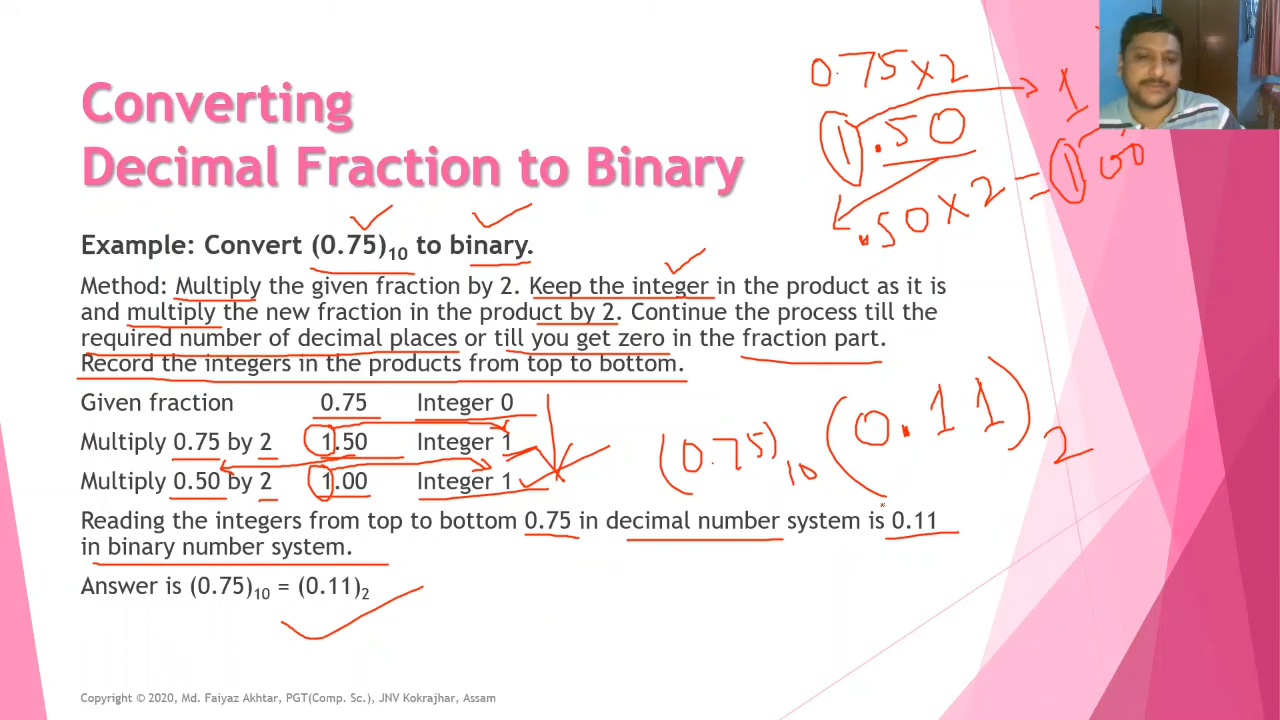 Converting
Decimal Fraction to Binary
Example: Convert (0.75)₁₀ to binary.
Method: Multiply the given fraction by 2. Keep the integer in the product as it is
and multiply the new fraction in the product by 2. Continue the process till the
required number of decimal places or till you get zero in the fraction part.
Record the integers in the products from top to bottom.
Given fraction 0.75 Integer 0
Multiply 0.75 by 2 1.50 Integer 1
Multiply 0.50 by 2 1.00 Integer 1
Reading the integers from top to bottom 0.75 in decimal number system is 0.11
in binary number system.
Answer is (0.75)₁₀ = (0.11)₂
Copyright © 2020, Md. Faiyaz Akhtar, PGT(Comp. Sc.), JNV Kokrajhar, Assam
0.75×2
1.50 1
.50×2 = 1 00
(0.75)₁₀ (0.11)₂